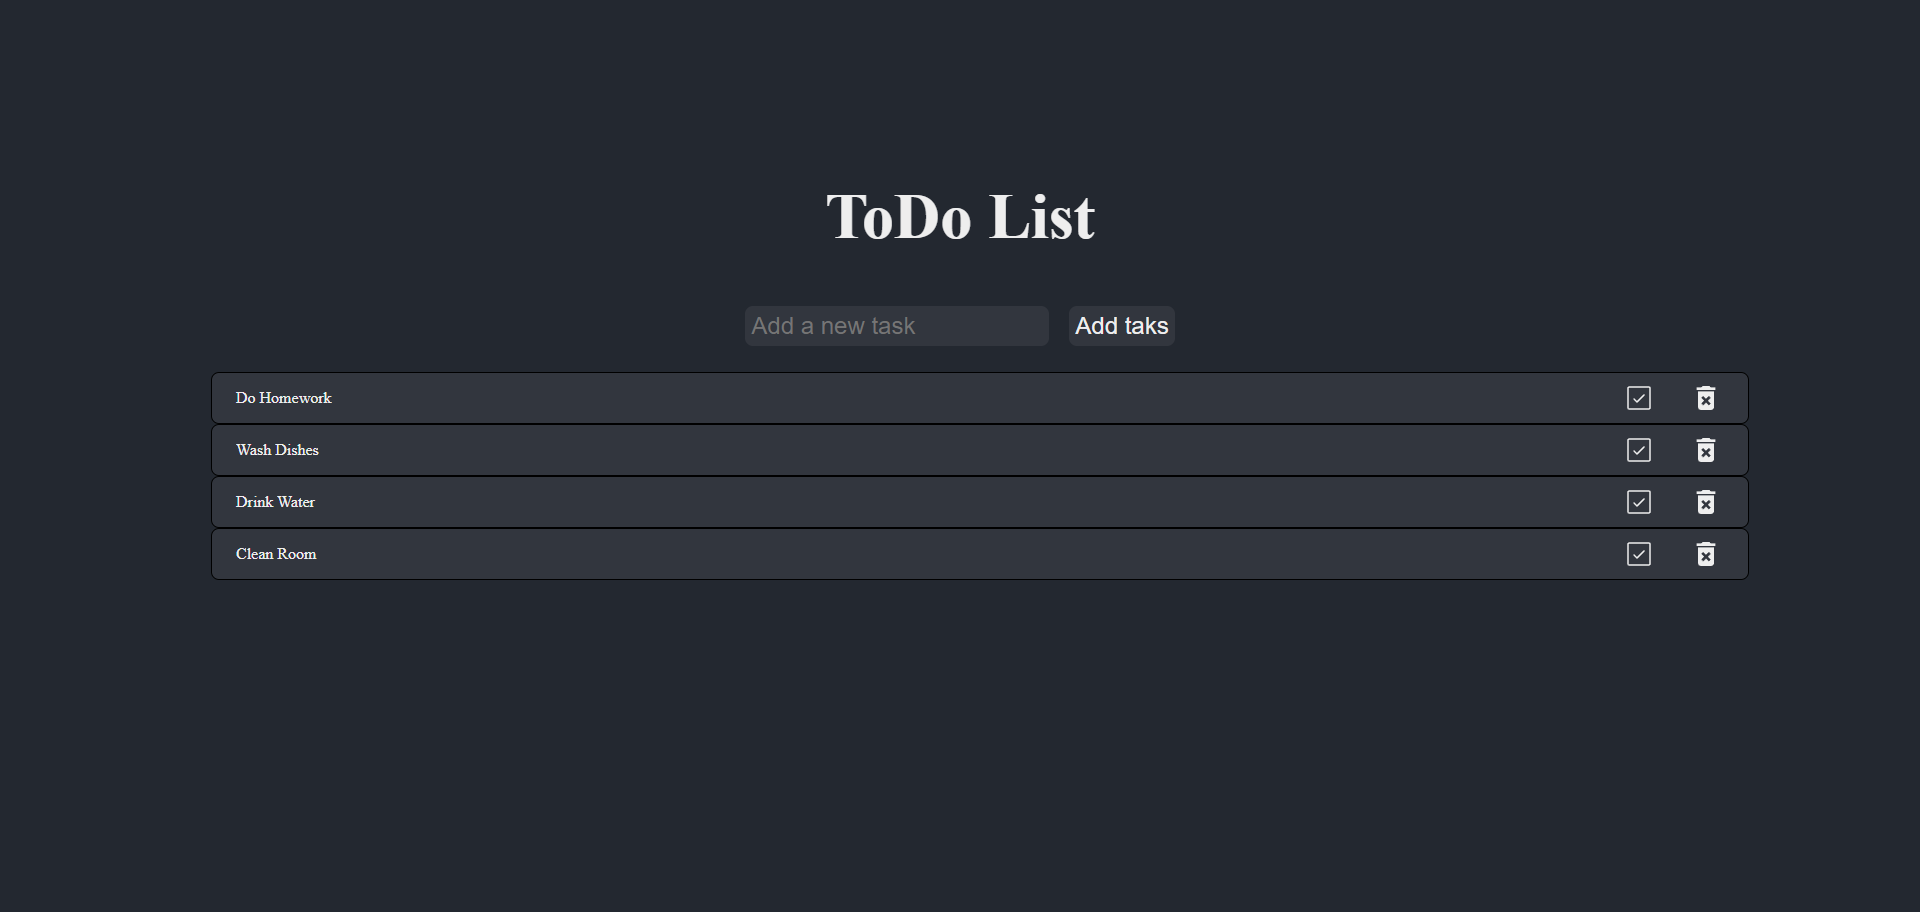 ToDo List
Add a new task
Add taks
Do Homework
Wash Dishes
Drink Water
Clean Room